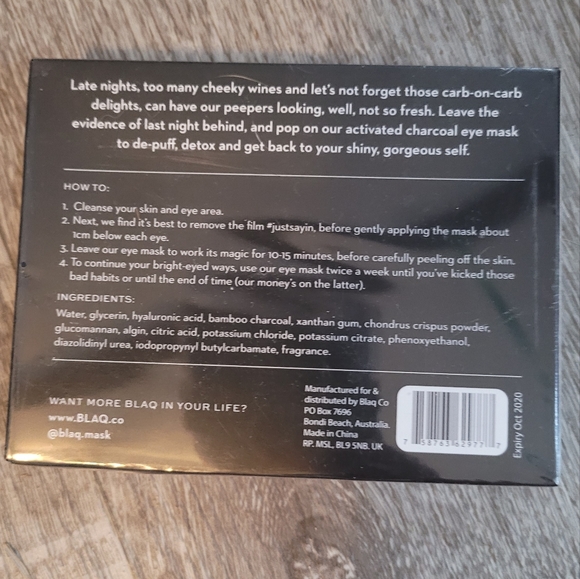 Late nights, too many cheeky wines and let's not forget those carb-on-carb
delights, can have our peepers looking, well, not so fresh. Leave the
evidence of last night behind, and pop on our activated charcoal eye mask
to de-puff, detox and get back to your shiny, gorgeous self.
HOW TO:
1. Cleanse your skin and eye area.
2. Next, we find it's best to remove the film #justsayin, before gently applying the mask about
1cm below each eye.
3. Leave our eye mask to work its magic for 10-15 minutes, before carefully peeling off the skin.
4. To continue your bright-eyed ways, use our eye mask twice a week until you've kicked those
bad habits or until the end of time (our money's on the latter).
INGREDIENTS:
Water, glycerin, hyaluronic acid, bamboo charcoal, xanthan gum, chondrus crispus powder,
glucomannan, algin, citric acid, potassium chloride, potassium citrate, phenoxyethanol,
diazolidinyl urea, iodopropynyl butylcarbamate, fragrance.
WANT MORE BLAQ IN YOUR LIFE?
www.BLAQ.co
@blaq.mask
Manufactured for &
distributed by Blaq Co
PO Box 7696
Bondi Beach, Australia.
Made in China
RP. MSL, BL9 5NB. UK
Expiry Oct 2020